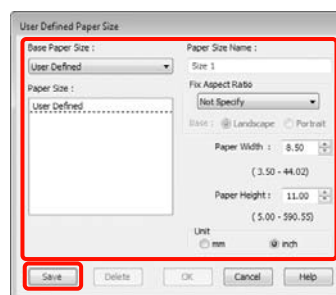 User Defined Paper Size
Base Paper Size :
User Defined
Paper Size :
User Defined
Paper Size Name :
Size 1
Fix Aspect Ratio
Not Specify
Base : Landscape Portrait
Paper Width : 8.50
( 3.50 - 44.02)
Paper Height : 11.00
( 5.00 - 590.55)
Unit
mm inch
Save Delete OK Cancel Help